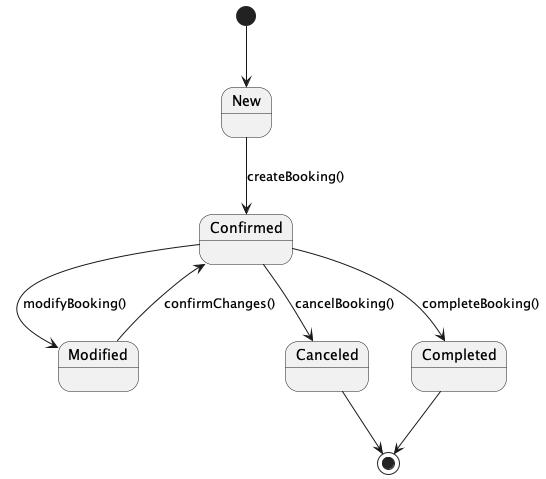 New
createBooking()
Confirmed
modifyBooking()
confirmChanges()
cancelBooking()
completeBooking()
Modified
Canceled
Completed